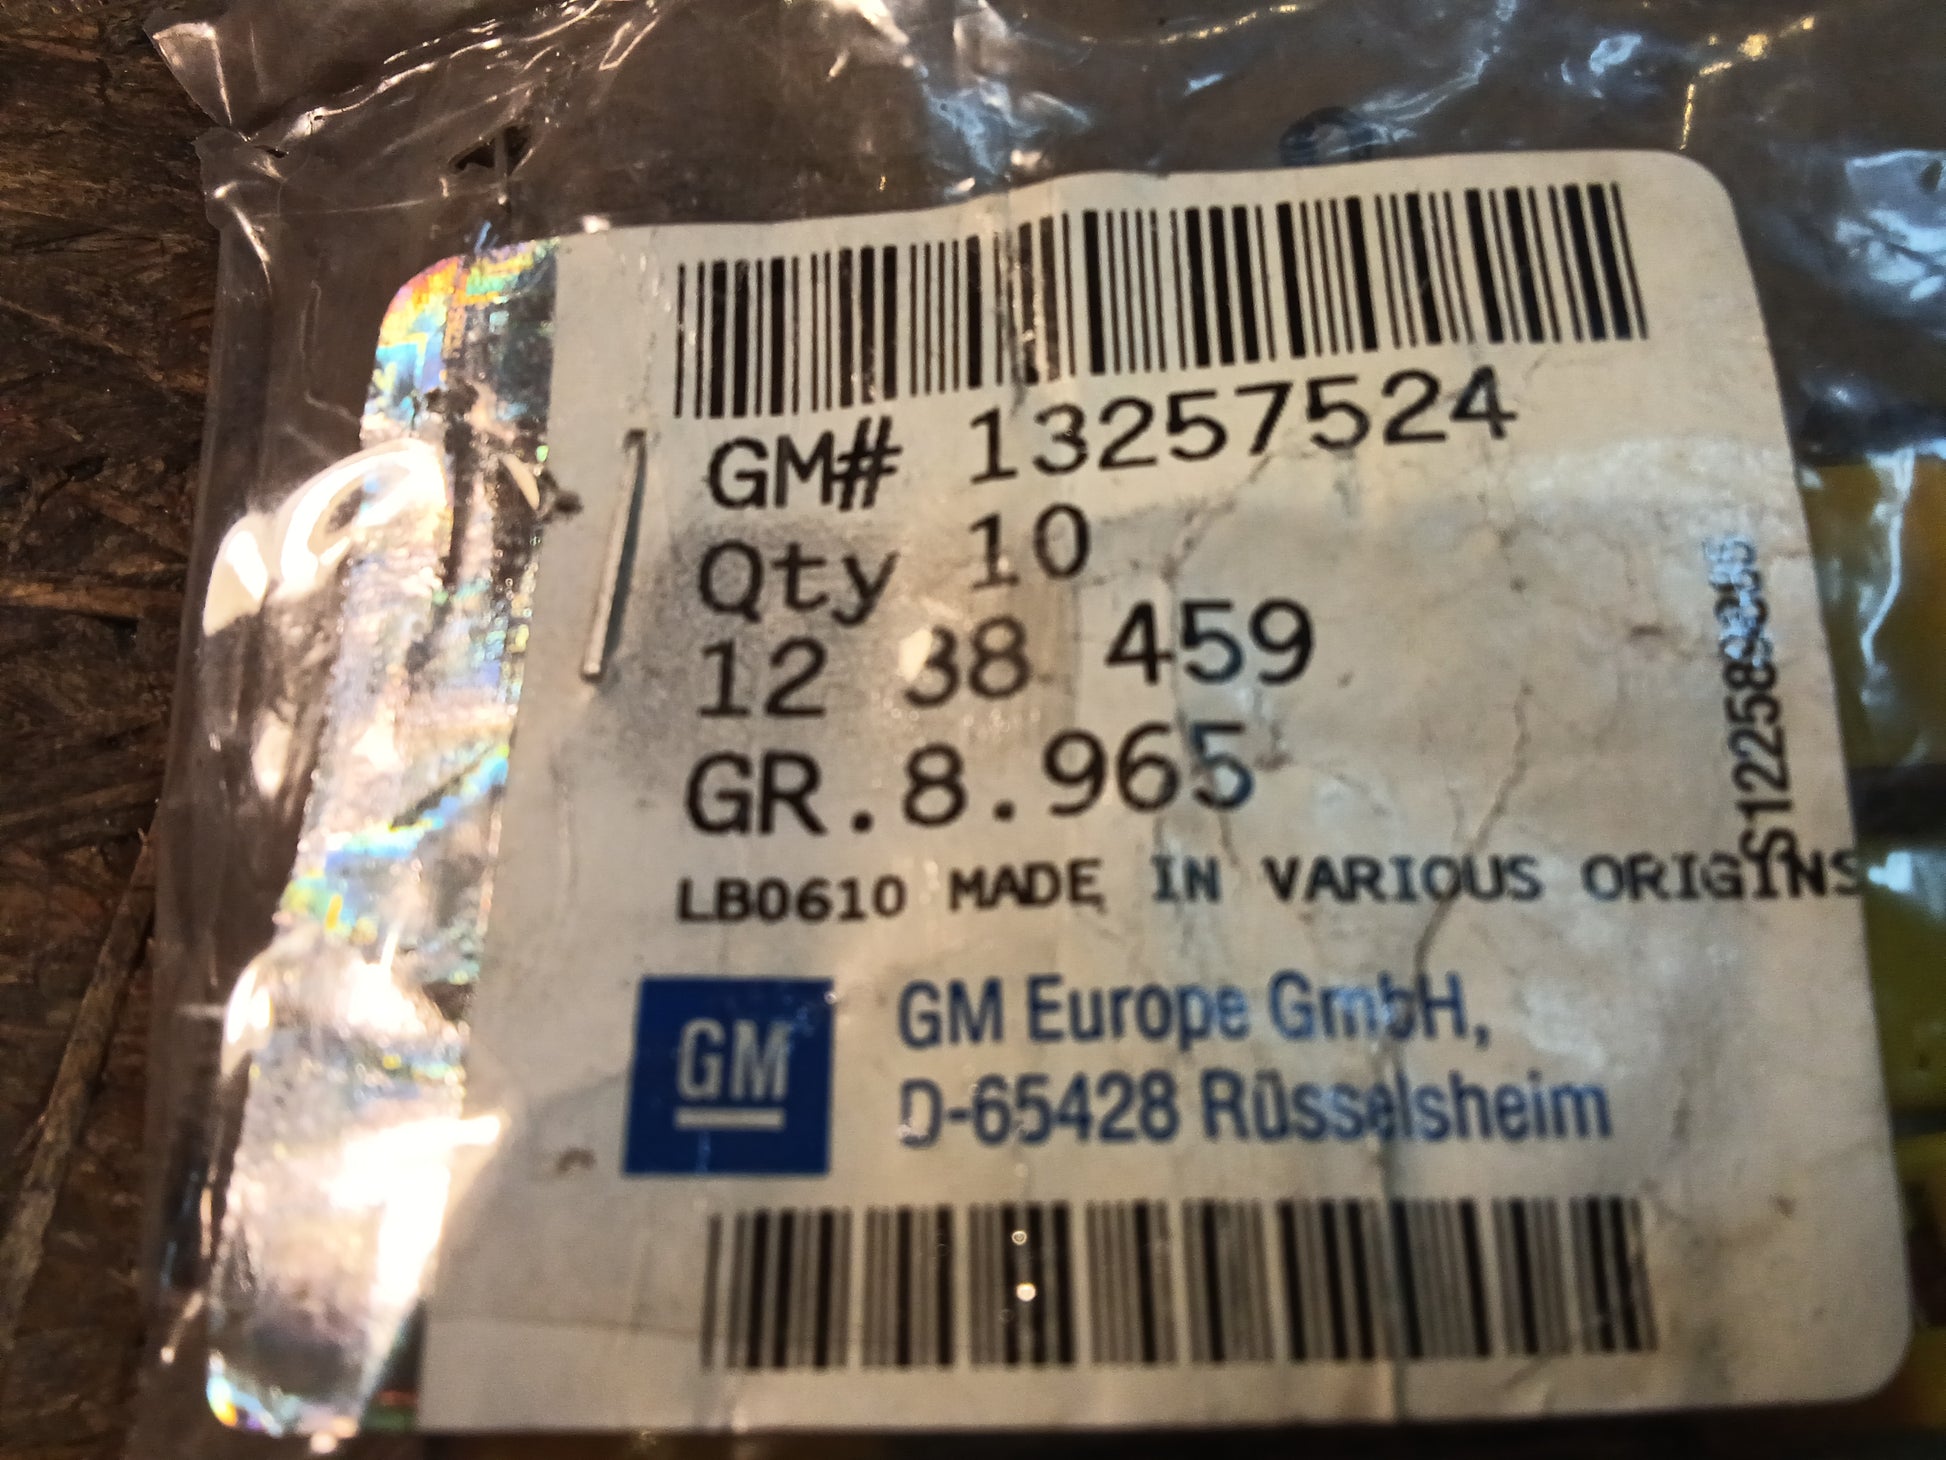 GM# 13257524
Qty 10
12 38 459
GR.8.965
LB0610 MADE IN VARIOUS ORIGINS
GM
GM Europe GmbH,
D-65428 Rüsselsheim